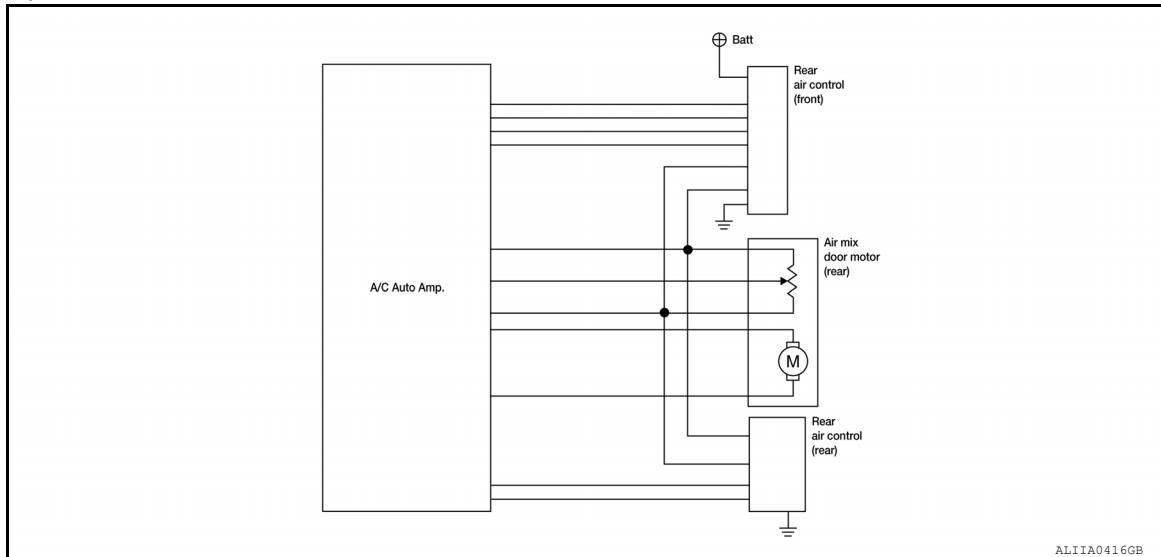 Batt
Rear
air control
(front)
Air mix
door motor
(rear)
A/C Auto Amp.
M
Rear
air control
(rear)
ALIIA0416GB